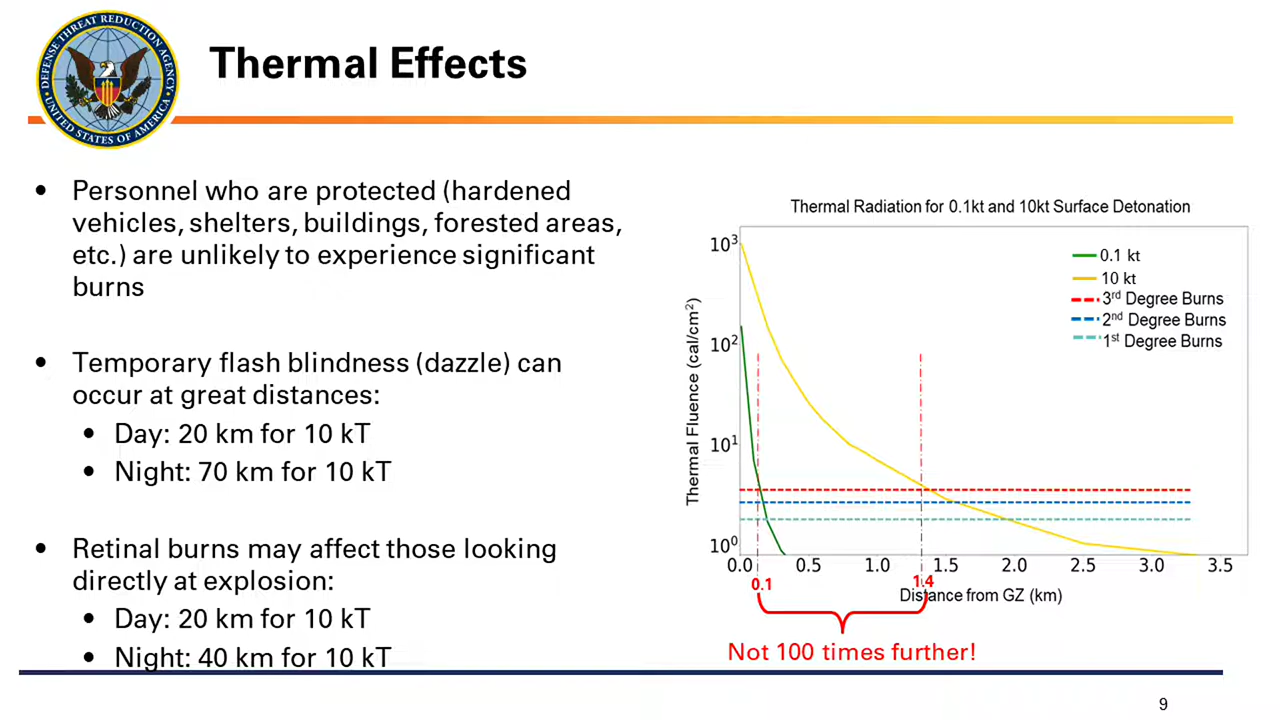 DEFENSE THREAT REDUCTION AGENCY
UNITED STATES OF AMERICA
Thermal Effects
• Personnel who are protected (hardened
vehicles, shelters, buildings, forested areas,
etc.) are unlikely to experience significant
burns
• Temporary flash blindness (dazzle) can
occur at great distances:
• Day: 20 km for 10 kT
• Night: 70 km for 10 kT
• Retinal burns may affect those looking
directly at explosion:
• Day: 20 km for 10 kT
• Night: 40 km for 10 kT
Thermal Radiation for 0.1kt and 10kt Surface Detonation
0.1 kt
10 kt
3rd Degree Burns
2nd Degree Burns
1st Degree Burns
Thermal Fluence (cal/cm²)
10³
10²
10¹
10⁰
0.0 0.5 1.0 1.5 2.0 2.5 3.0 3.5
0.1 1.4
Distance from GZ (km)
Not 100 times further!
9